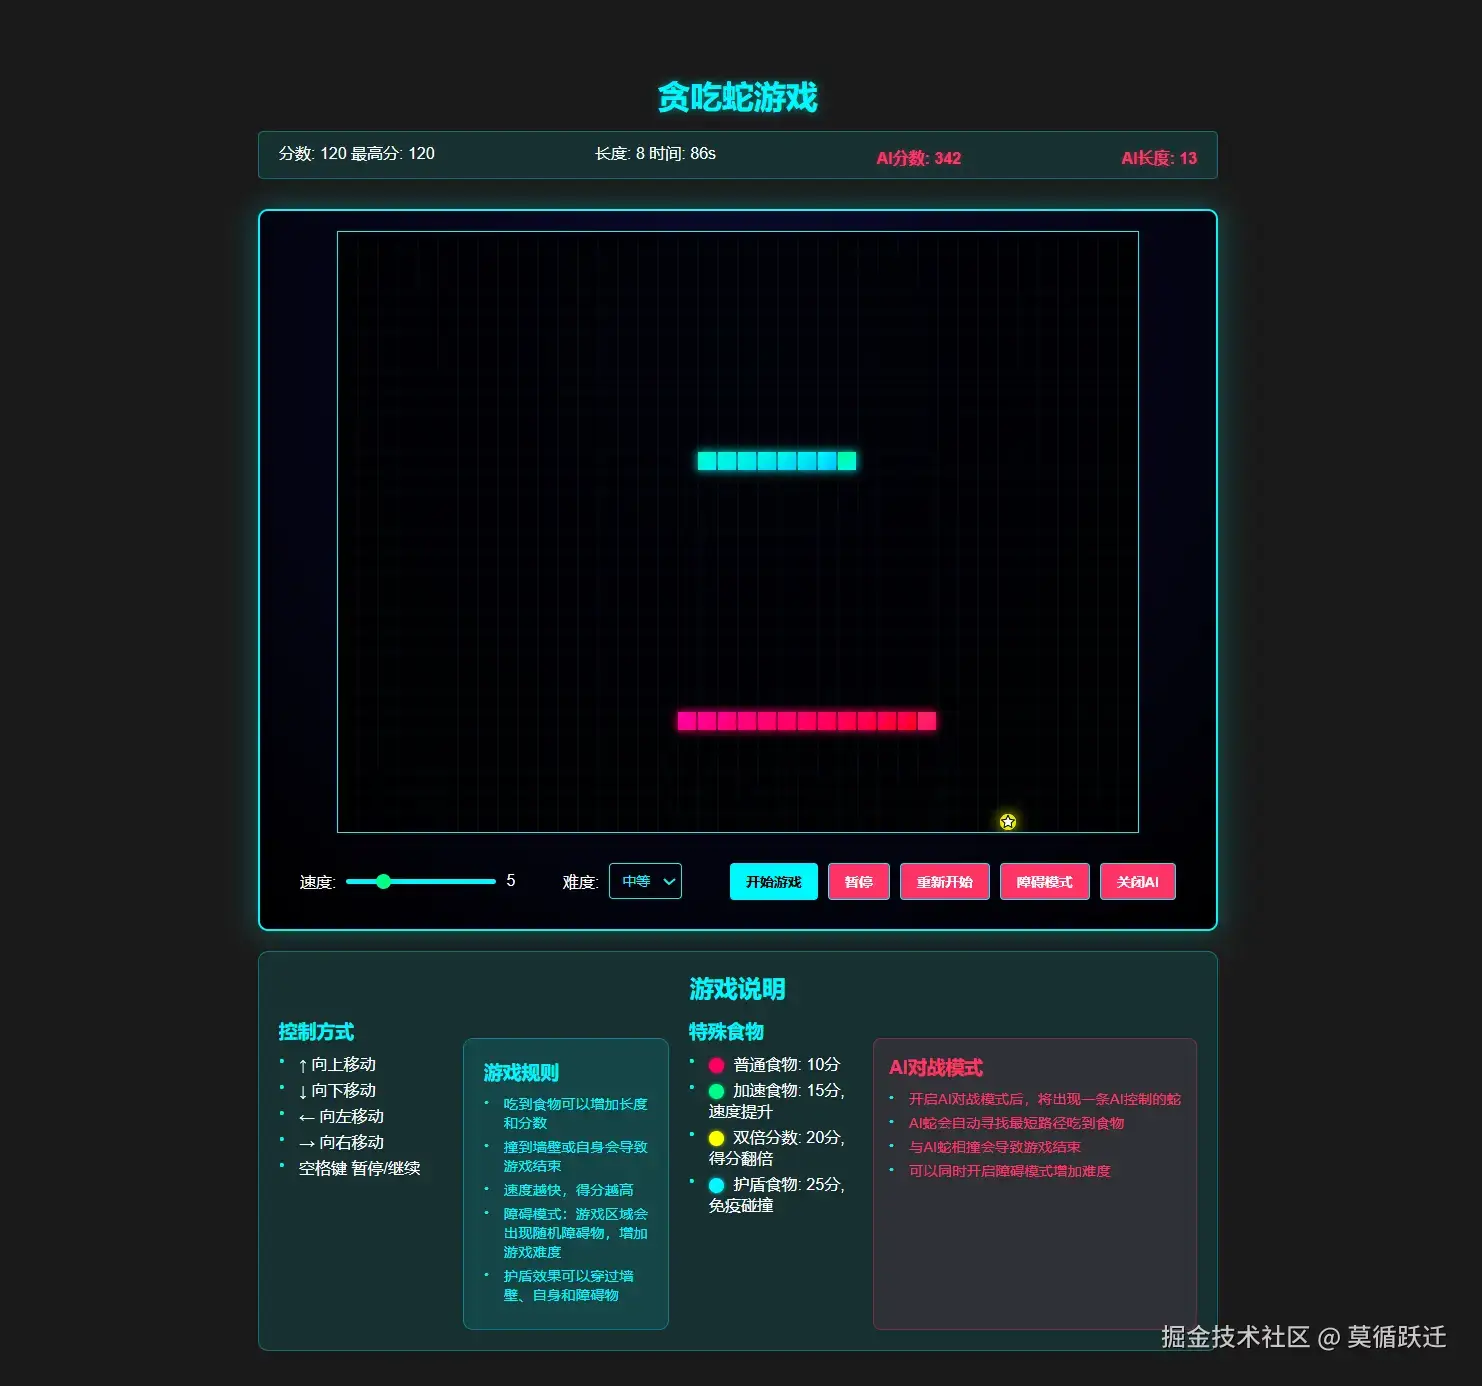 贪吃蛇游戏
分数: 120 最高分: 120
长度: 8 时间: 86s
AI分数: 342
AI长度: 13
速度:
5
难度:
中等
开始游戏
暂停
重新开始
障碍模式
关闭AI
游戏说明
控制方式
↑ 向上移动
↓ 向下移动
← 向左移动
→ 向右移动
空格键 暂停/继续
游戏规则
吃到食物可以增加长度
和分数
撞到墙壁或自身会导致
游戏结束
速度越快，得分越高
障碍模式：游戏区域会
出现随机障碍物，增加
游戏难度
护盾效果可以穿过墙
壁、自身和障碍物
特殊食物
普通食物: 10分
加速食物: 15分,
速度提升
双倍分数: 20分,
得分翻倍
护盾食物: 25分,
免疫碰撞
AI对战模式
开启AI对战模式后，将出现一条AI控制的蛇
AI蛇会自动寻找最短路径吃到食物
与AI蛇相撞会导致游戏结束
可以同时开启障碍模式增加难度
掘金技术社区 @ 莫循跃迁